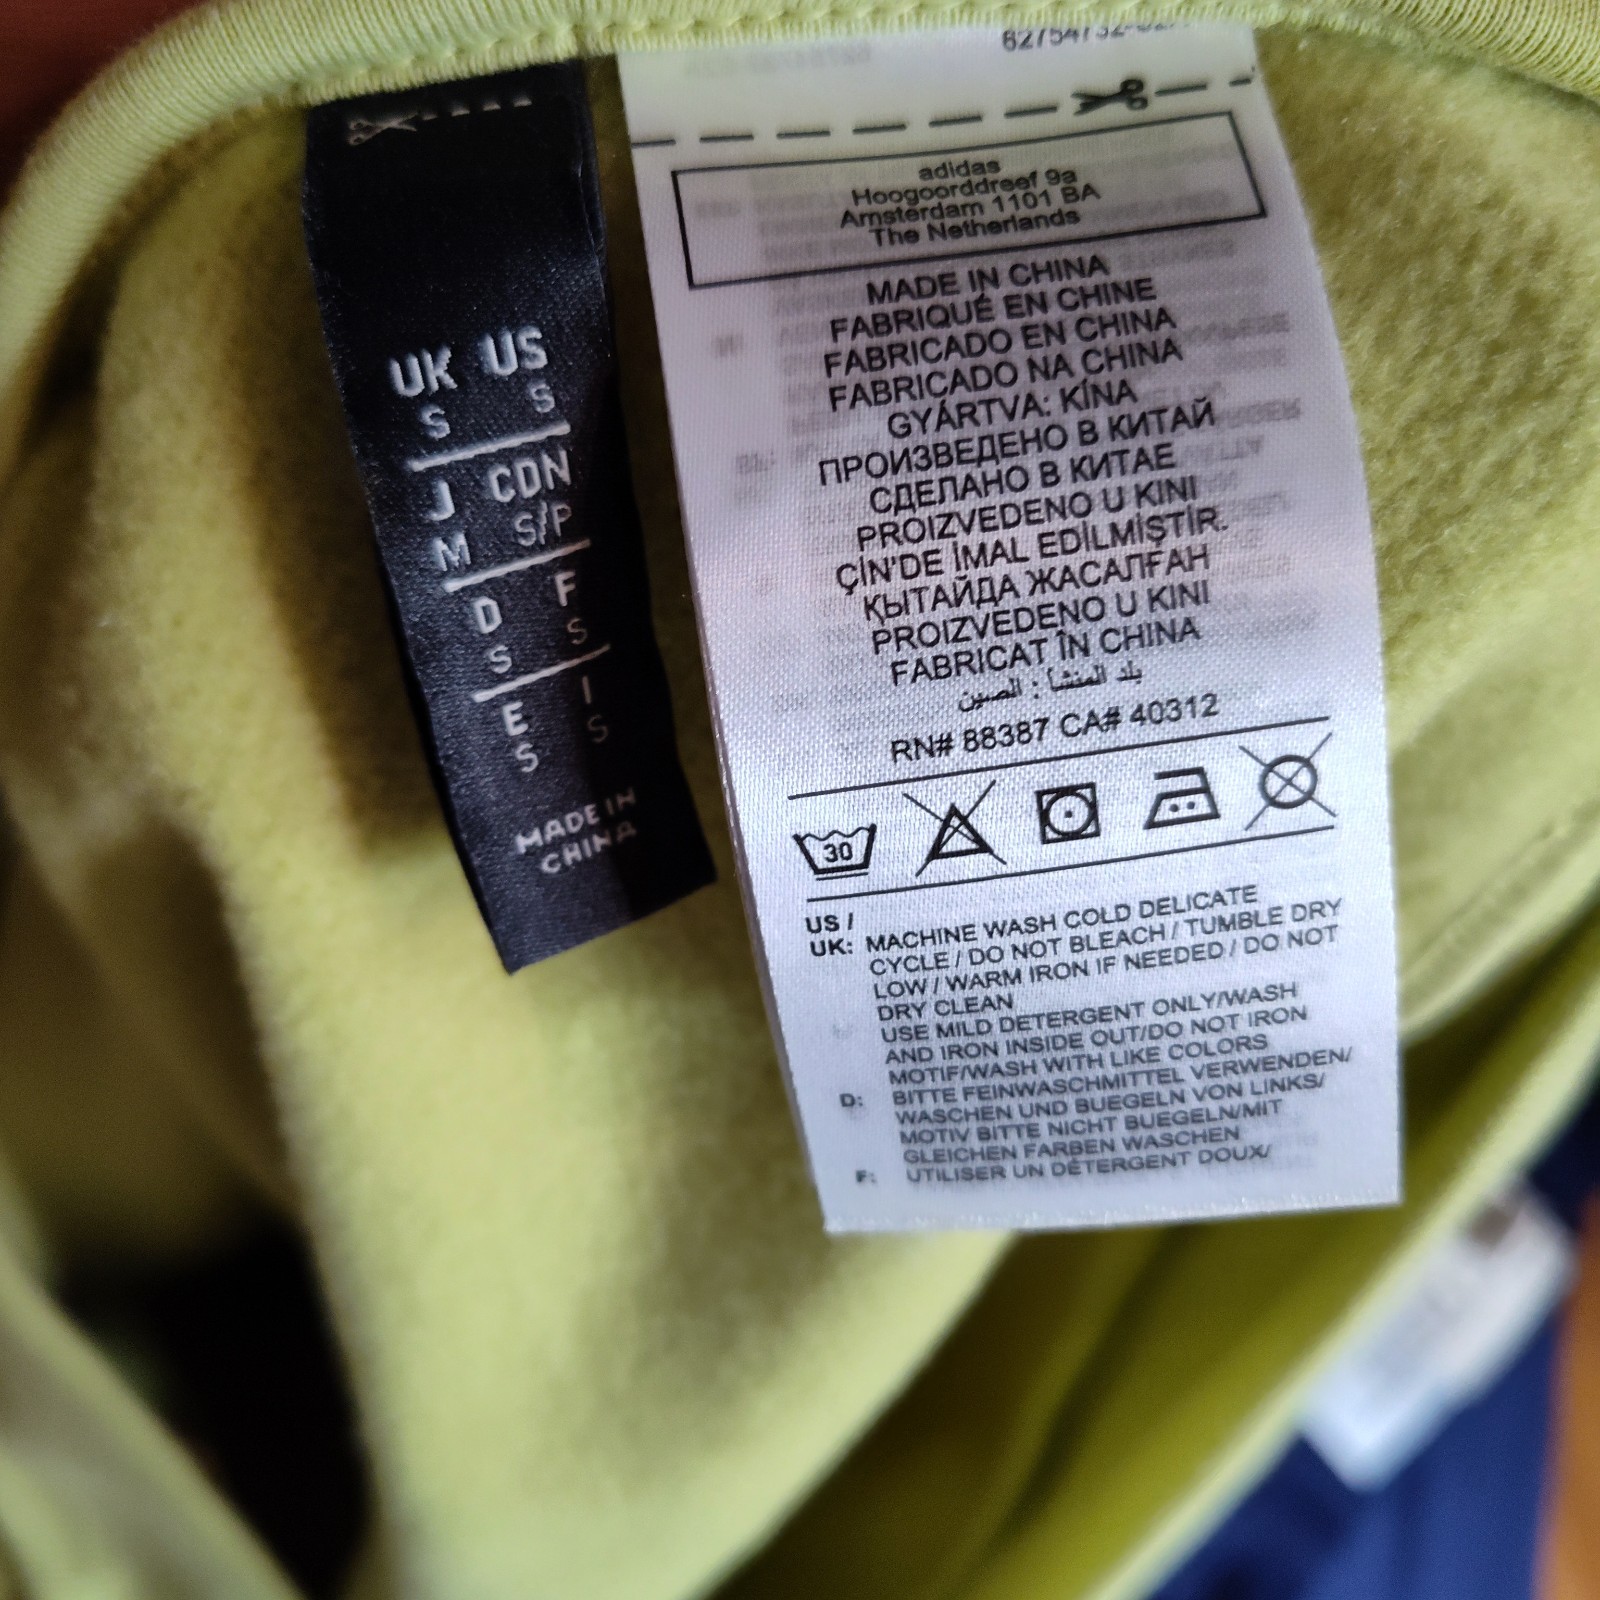 UK US
S S
J CDN
M S/P
D F
S S
E I
S S
MADE IN
CHINA
adidas
Hoogoorddreef 9a
Amsterdam 1101 BA
The Netherlands
MADE IN CHINA
FABRIQUÉ EN CHINE
FABRICADO EN CHINA
FABRICADO NA CHINA
GYÁRTVA: KÍNA
ПРОИЗВЕДЕНО В КИТАЙ
СДЕЛАНО В КИТАЕ
PROIZVEDENO U KINI
ÇİN'DE İMAL EDİLMİŞTİR.
ҚЫТАЙДА ЖАСАЛҒАН
PROIZVEDENO U KINI
FABRICAT ÎN CHINA
بلد المنشأ : الصين
RN# 88387 CA# 40312
30
US /
UK: MACHINE WASH COLD DELICATE
CYCLE / DO NOT BLEACH / TUMBLE DRY
LOW / WARM IRON IF NEEDED / DO NOT
DRY CLEAN
USE MILD DETERGENT ONLY/WASH
AND IRON INSIDE OUT/DO NOT IRON
MOTIF/WASH WITH LIKE COLORS
D: BITTE FEINWASCHMITTEL VERWENDEN/
WASCHEN UND BUEGELN VON LINKS/
MOTIV BITTE NICHT BUEGELN/MIT
GLEICHEN FARBEN WASCHEN
F: UTILISER UN DÉTERGENT DOUX/